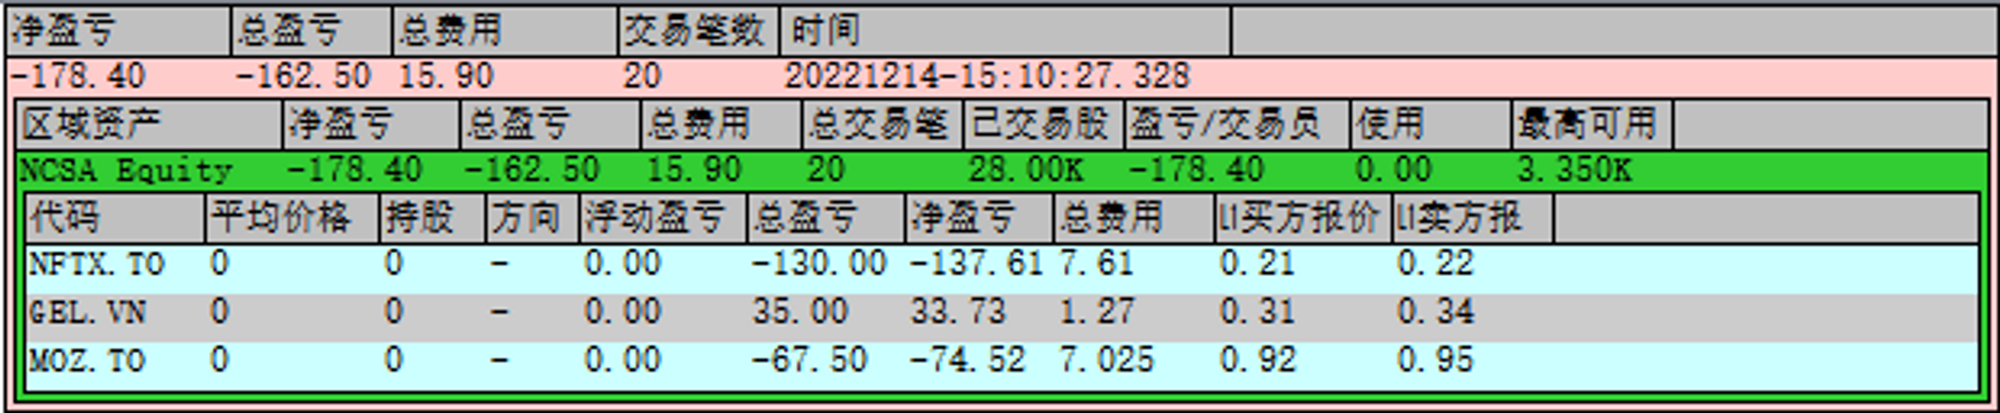 净盈亏 总盈亏 总费用 交易笔数 时间
-178.40 -162.50 15.90 20 20221214-15:10:27.328
区域资产 净盈亏 总盈亏 总费用 总交易笔 已交易股 盈亏/交易员 使用 最高可用
NCSA Equity -178.40 -162.50 15.90 20 28.00K -178.40 0.00 3.350K
代码 平均价格 持股 方向 浮动盈亏 总盈亏 净盈亏 总费用 L1买方报价 L1卖方报
NFTX.TO 0 0 - 0.00 -130.00 -137.61 7.61 0.21 0.22
GEL.VN 0 0 - 0.00 35.00 33.73 1.27 0.31 0.34
MOZ.TO 0 0 - 0.00 -67.50 -74.52 7.025 0.92 0.95